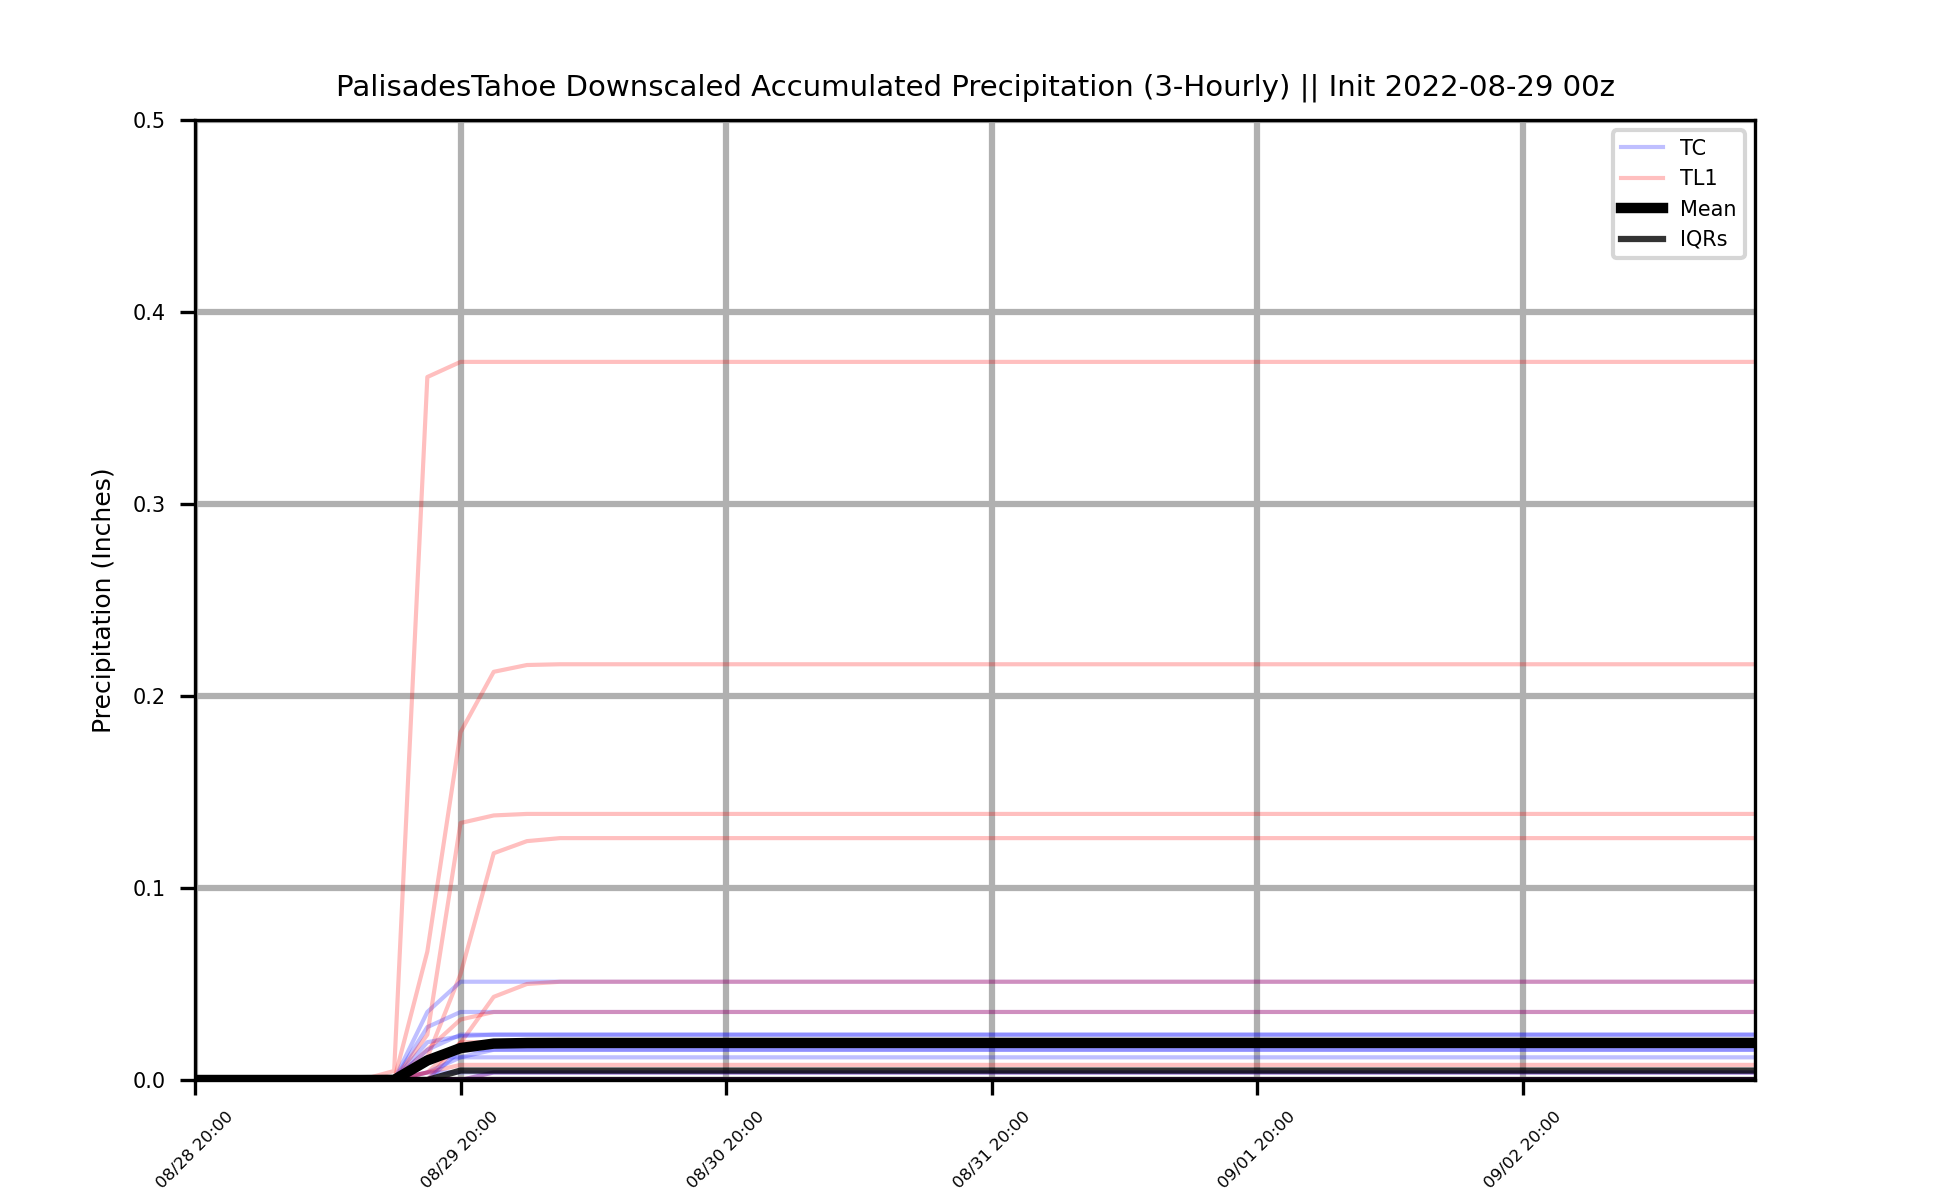 PalisadesTahoe Downscaled Accumulated Precipitation (3-Hourly) || Init 2022-08-29 00z
Precipitation (Inches)
0.5
0.4
0.3
0.2
0.1
0.0
TC
TL1
Mean
IQRs
08/28 20:00
08/29 20:00
08/30 20:00
08/31 20:00
09/01 20:00
09/02 20:00